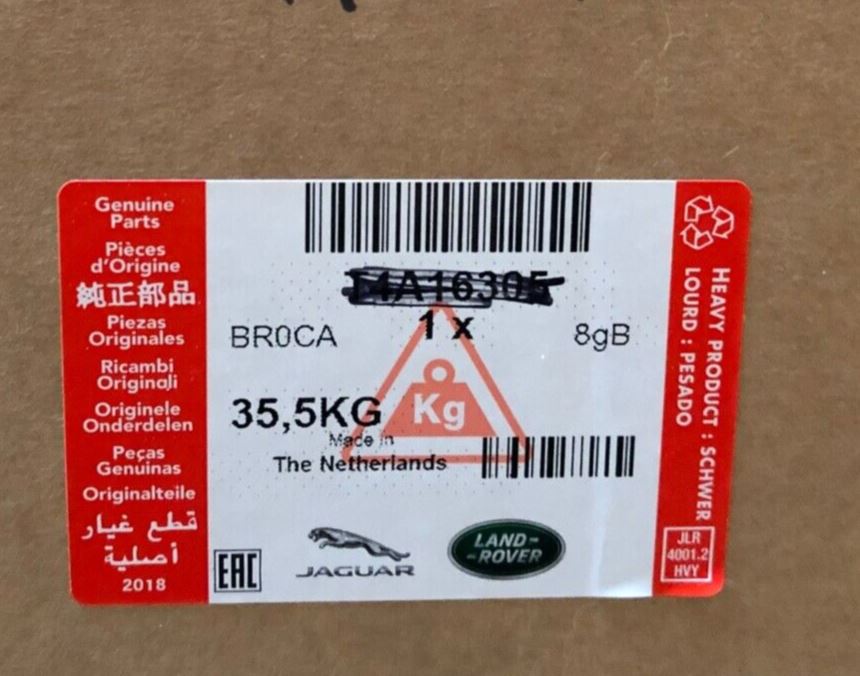 Genuine
Parts
Pièces
d'Origine
純正部品
Piezas
Originales
Ricambi
Originali
Originele
Onderdelen
Peças
Genuinas
Originalteile
قطع غيار
أصلية
2018
1 x
BR0CA
8gB
35,5KG
Kg
Made in
The Netherlands
EAC
JAGUAR
LAND-
-ROVER
HEAVY PRODUCT : SCHWER
LOURD : PESADO
JLR
4001.2
HVY